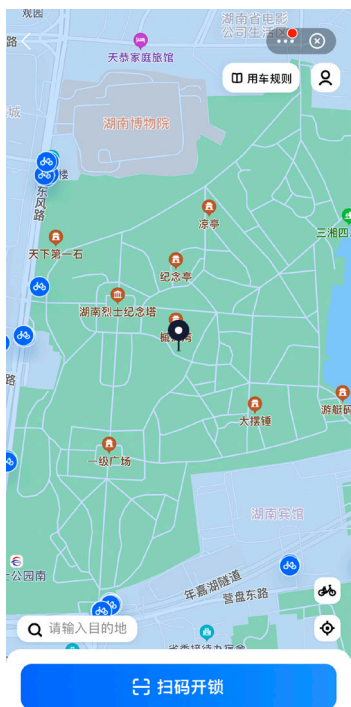 观园
湖南省电影
公司生活区
路
天恭家庭旅馆
用车规则
城
湖南博物院
楼
东风路
凉亭
三湘四
天下第一石
纪念亭
湖南烈士纪念塔
路
大摆锤
游艇码
一级广场
湖南宾馆
公园南
年嘉湖隧道
营盘东路
请输入目的地
扫码开锁